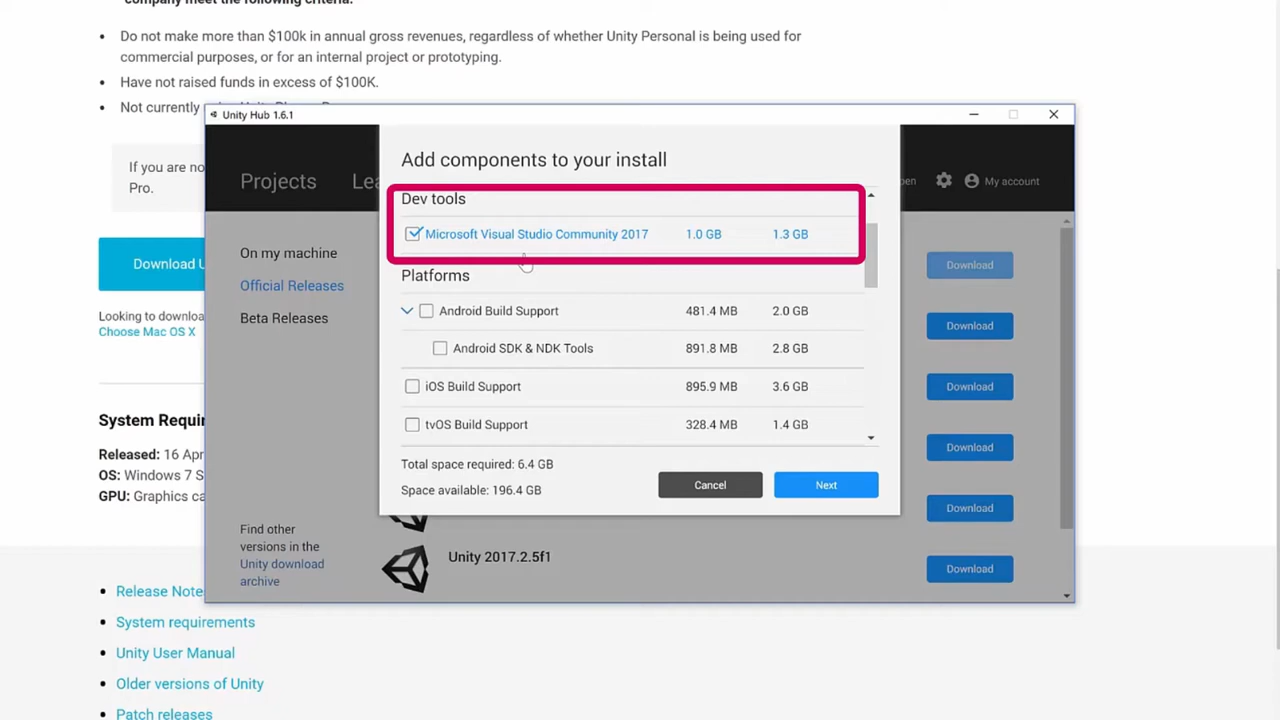 company meet the following criteria:
Do not make more than $100k in annual gross revenues, regardless of whether Unity Personal is being used for
commercial purposes, or for an internal project or prototyping.
Have not raised funds in excess of $100K.
Not currently
Unity Hub 1.6.1
If you are no
Pro.
Projects
My account
Add components to your install
Dev tools
Microsoft Visual Studio Community 2017 1.0 GB 1.3 GB
Platforms
Android Build Support 481.4 MB 2.0 GB
Android SDK & NDK Tools 891.8 MB 2.8 GB
iOS Build Support 895.9 MB 3.6 GB
tvOS Build Support 328.4 MB 1.4 GB
Total space required: 6.4 GB
Space available: 196.4 GB
Cancel
Next
On my machine
Official Releases
Beta Releases
Find other
versions in the
Unity download
archive
Unity 2017.2.5f1
Download
Download
Download
Download
Download
Download
Download U
Looking to downloa
Choose Mac OS X
System Requir
Released: 16 Apr
OS: Windows 7 S
GPU: Graphics ca
Release Note
System requirements
Unity User Manual
Older versions of Unity
Patch releases